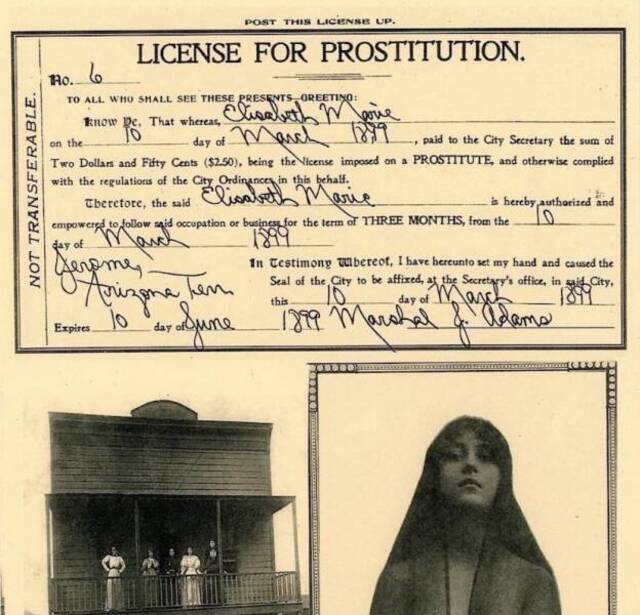 POST THIS LICENSE UP.
LICENSE FOR PROSTITUTION.
NOT TRANSFERABLE.
No. 6
TO ALL WHO SHALL SEE THESE PRESENTS GREETING:
Know Ye, That whereas, Elisabeth Marie
on the 10 day of March 1899, paid to the City Secretary the sum of
Two Dollars and Fifty Cents ($2.50), being the license imposed on a PROSTITUTE, and otherwise complied
with the regulations of the City Ordinances in this behalf.
Therefore, the said Elisabeth Marie is hereby authorized and
empowered to follow said occupation or business for the term of THREE MONTHS, from the 10
day of March 1899
Jerome,
Arizona Terr
In Testimony Whereof, I have hereunto set my hand and caused the
Seal of the City to be affixed, at the Secretary's office, in said City,
this 10 day of March 1899
Expires 10 day of June 1899 Marshal J. Adams